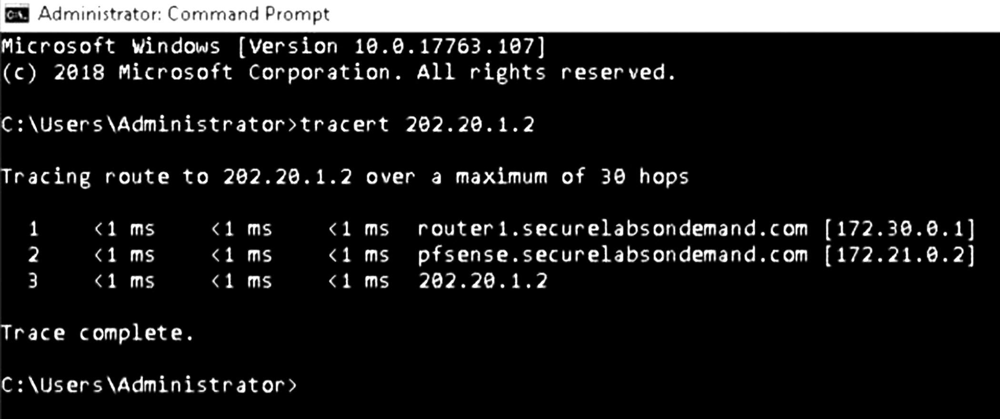 C:\. Administrator: Command Prompt
Microsoft Windows [Version 10.0.17763.107]
(c) 2018 Microsoft Corporation. All rights reserved.
C:\Users\Administrator>tracert 202.20.1.2
Tracing route to 202.20.1.2 over a maximum of 30 hops
1 <1 ms <1 ms <1 ms router1.securelabsondemand.com [172.30.0.1]
2 <1 ms <1 ms <1 ms pfsense.securelabsondemand.com [172.21.0.2]
3 <1 ms <1 ms <1 ms 202.20.1.2
Trace complete.
C:\Users\Administrator>